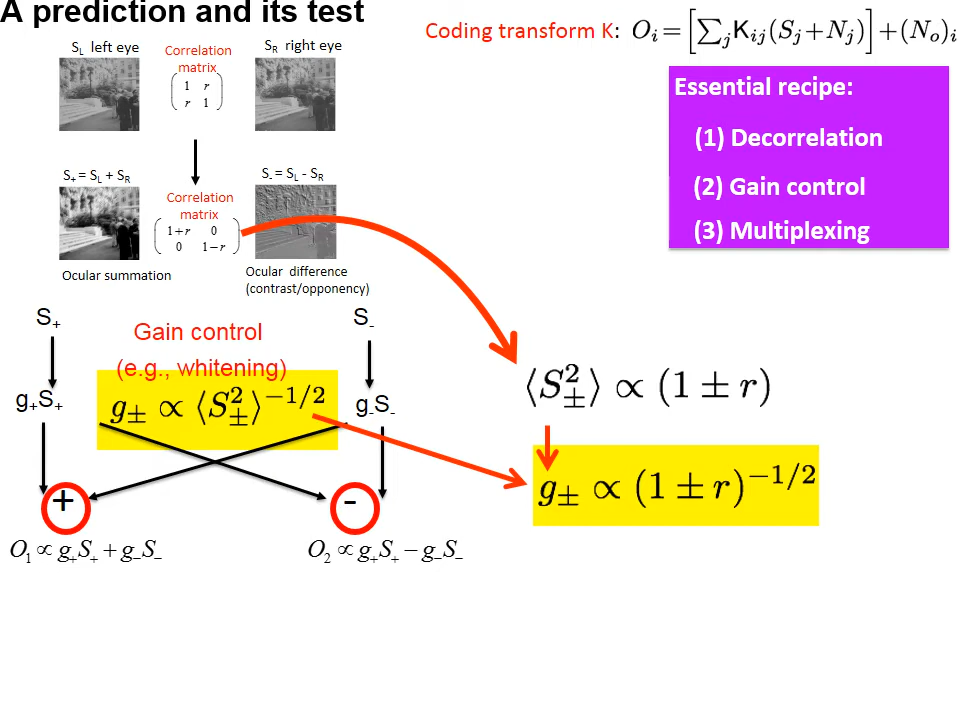 A prediction and its test
Coding transform K: O_i = [∑_j K_ij (S_j + N_j)] + (N_o)_i
S_L left eye
Correlation matrix
( 1 r
r 1 )
S_R right eye
Essential recipe:
(1) Decorrelation
(2) Gain control
(3) Multiplexing
S_+ = S_L + S_R
Correlation matrix
( 1+r 0
0 1−r )
S_- = S_L - S_R
Ocular summation
Ocular difference
(contrast/opponency)
S_+
Gain control
(e.g., whitening)
S_-
g_+S_+
g_± ∝ ⟨S_±^2⟩^{−1/2}
g_-S_-
⟨S_±^2⟩ ∝ (1 ± r)
g_± ∝ (1 ± r)^{−1/2}
+
-
O_1 ∝ g_+S_+ + g_−S_−
O_2 ∝ g_+S_+ − g_−S_−